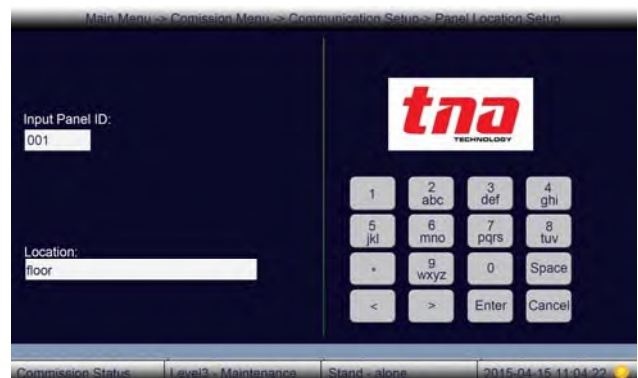 Main Menu -> Comission Menu -> Communication Setup-> Panel Location Setup
Input Panel ID:
001
Location:
floor
tna
TECHNOLOGY
1
2
abc
3
def
4
ghi
5
jkl
6
mno
7
pqrs
8
tuv
*
9
wxyz
0
Space
<
>
Enter
Cancel
Commission Status
Level3 - Maintenance
Stand - alone
2015-04-15 11:04:22